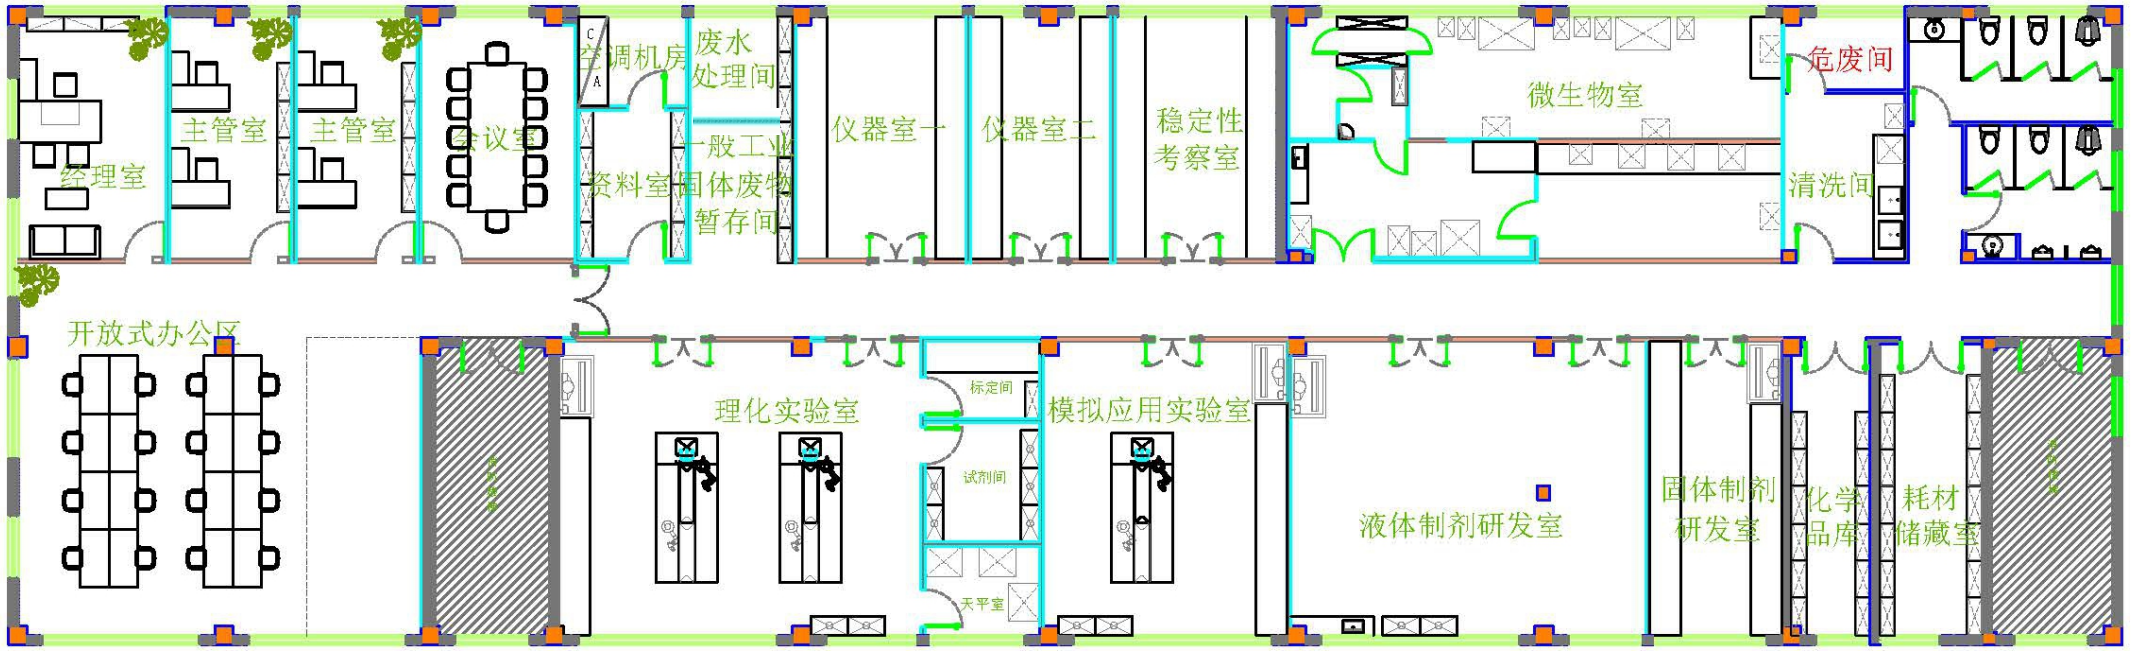 C
A
空调机房
废水
处理间
危废间
微生物室
主管室
主管室
会议室
仪器室一
仪器室二
稳定性
考察室
一般工业
固体废物
暂存间
经理室
资料室
清洗间
开放式办公区
标定间
理化实验室
模拟应用实验室
试剂间
固体制剂
研发室
化学
品库
耗材
储藏室
液体制剂研发室
天平室